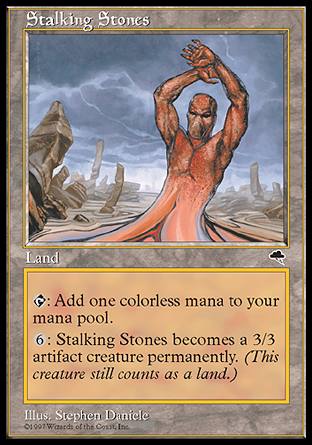 Stalking Stones
Land
: Add one colorless mana to your
mana pool.
6: Stalking Stones becomes a 3/3
artifact creature permanently. (This
creature still counts as a land.)
Illus. Stephen Daniele
©1997 Wizards of the Coast, Inc.